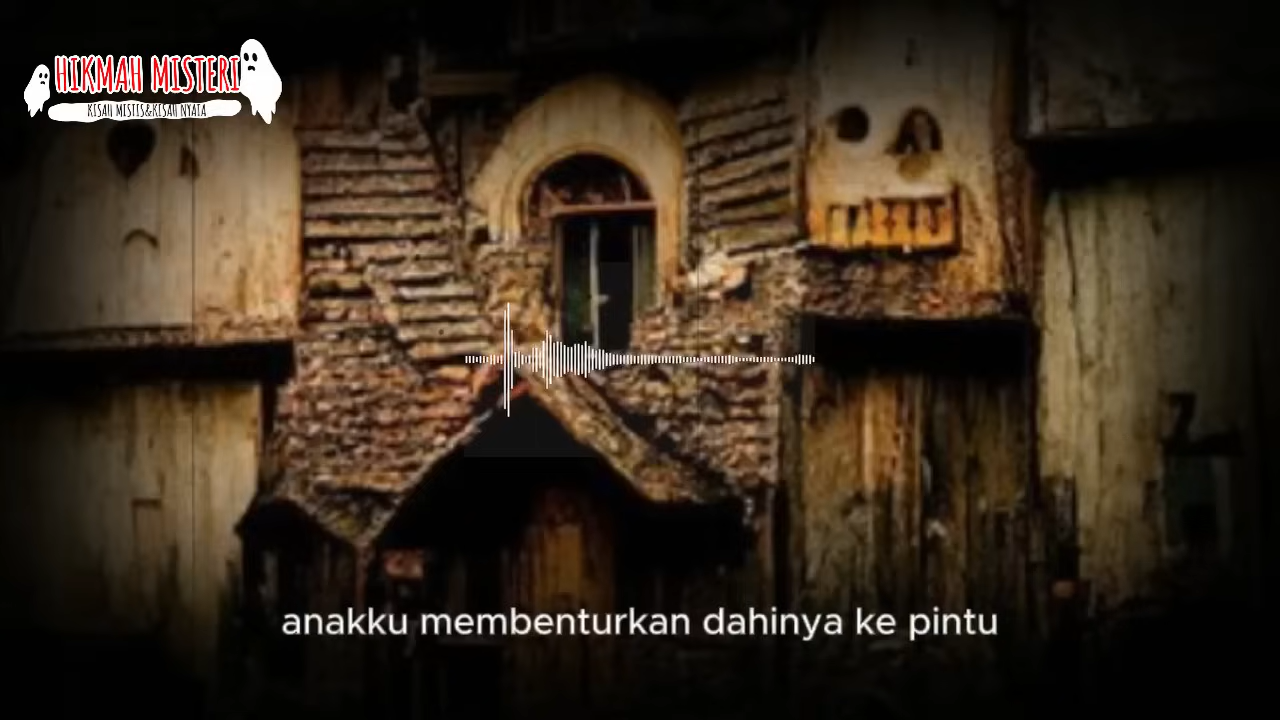 HIKMAH MISTERI
KISAH MISTIS&KISAH NYATA
anakku membenturkan dahinya ke pintu